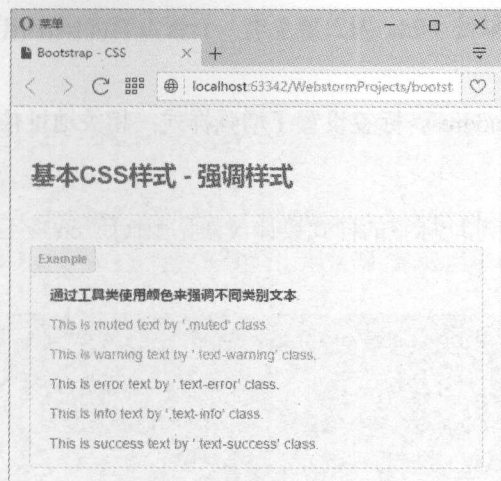 菜单
Bootstrap - CSS
localhost:63342/WebstormProjects/bootst
基本CSS样式 - 强调样式
Example
通过工具类使用颜色来强调不同类别文本.
This is muted text by '.muted' class.
This is warning text by '.text-warning' class.
This is error text by '.text-error' class.
This is info text by '.text-info' class.
This is success text by '.text-success' class.